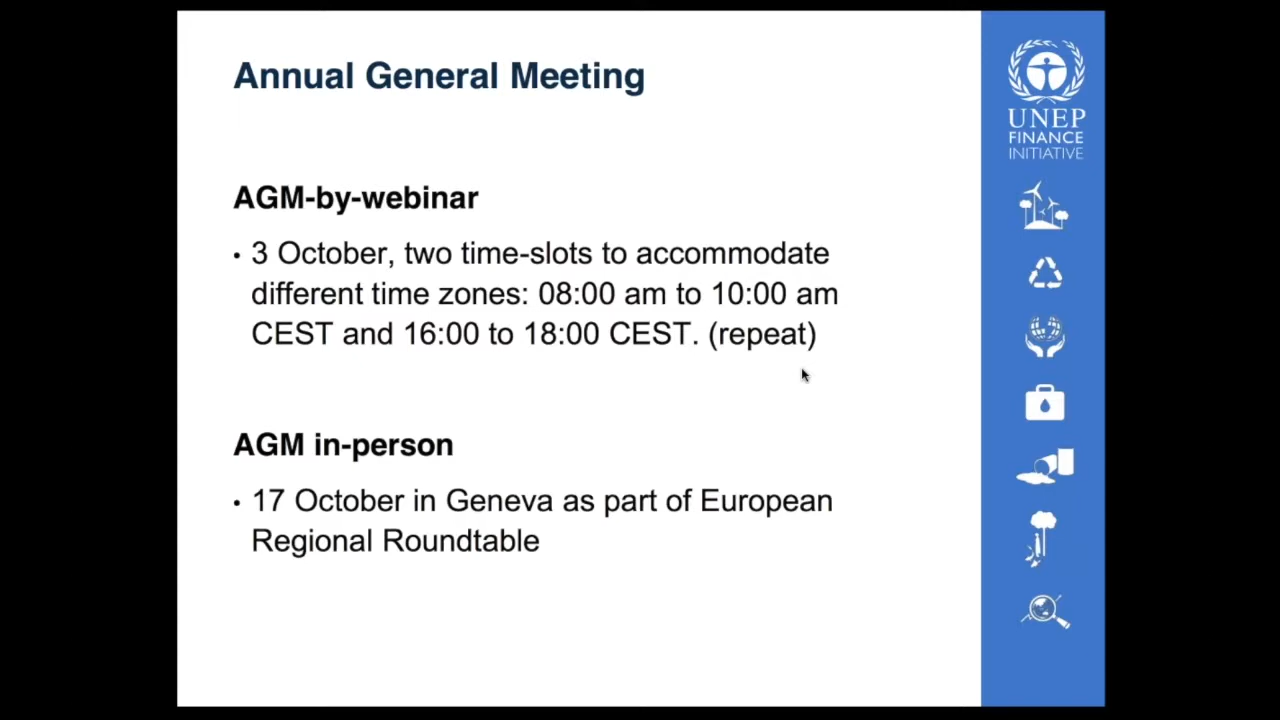 Annual General Meeting
AGM-by-webinar
• 3 October, two time-slots to accommodate
different time zones: 08:00 am to 10:00 am
CEST and 16:00 to 18:00 CEST. (repeat)
AGM in-person
• 17 October in Geneva as part of European
Regional Roundtable
UNEP
FINANCE
INITIATIVE